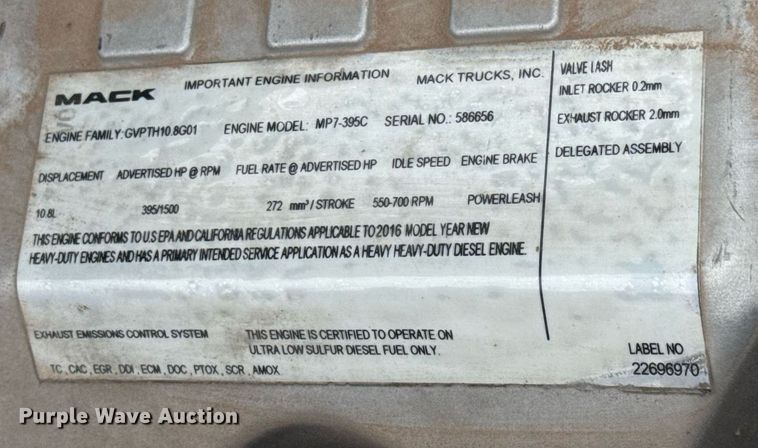 MACK IMPORTANT ENGINE INFORMATION MACK TRUCKS, INC.
ENGINE FAMILY: GVPTH10.8G01 ENGINE MODEL: MP7-395C SERIAL NO: 586656
DISPLACEMENT ADVERTISED HP @ RPM FUEL RATE @ ADVERTISED HP IDLE SPEED ENGINE BRAKE
10.8L 395/1500 272 mm³/STROKE 550-700 RPM POWERLEASH
THIS ENGINE CONFORMS TO U.S EPA AND CALIFORNIA REGULATIONS APPLICABLE TO 2016 MODEL YEAR NEW
HEAVY-DUTY ENGINES AND HAS A PRIMARY INTENDED SERVICE APPLICATION AS A HEAVY HEAVY-DUTY DIESEL ENGINE.
EXHAUST EMISSIONS CONTROL SYSTEM THIS ENGINE IS CERTIFIED TO OPERATE ON
ULTRA LOW SULFUR DIESEL FUEL ONLY.
TC , CAC , EGR , DDI , ECM , DOC , PTOX , SCR , AMOX
VALVE LASH
INLET ROCKER 0.2mm
EXHAUST ROCKER 2.0mm
DELEGATED ASSEMBLY
LABEL NO
22696970
Purple Wave Auction